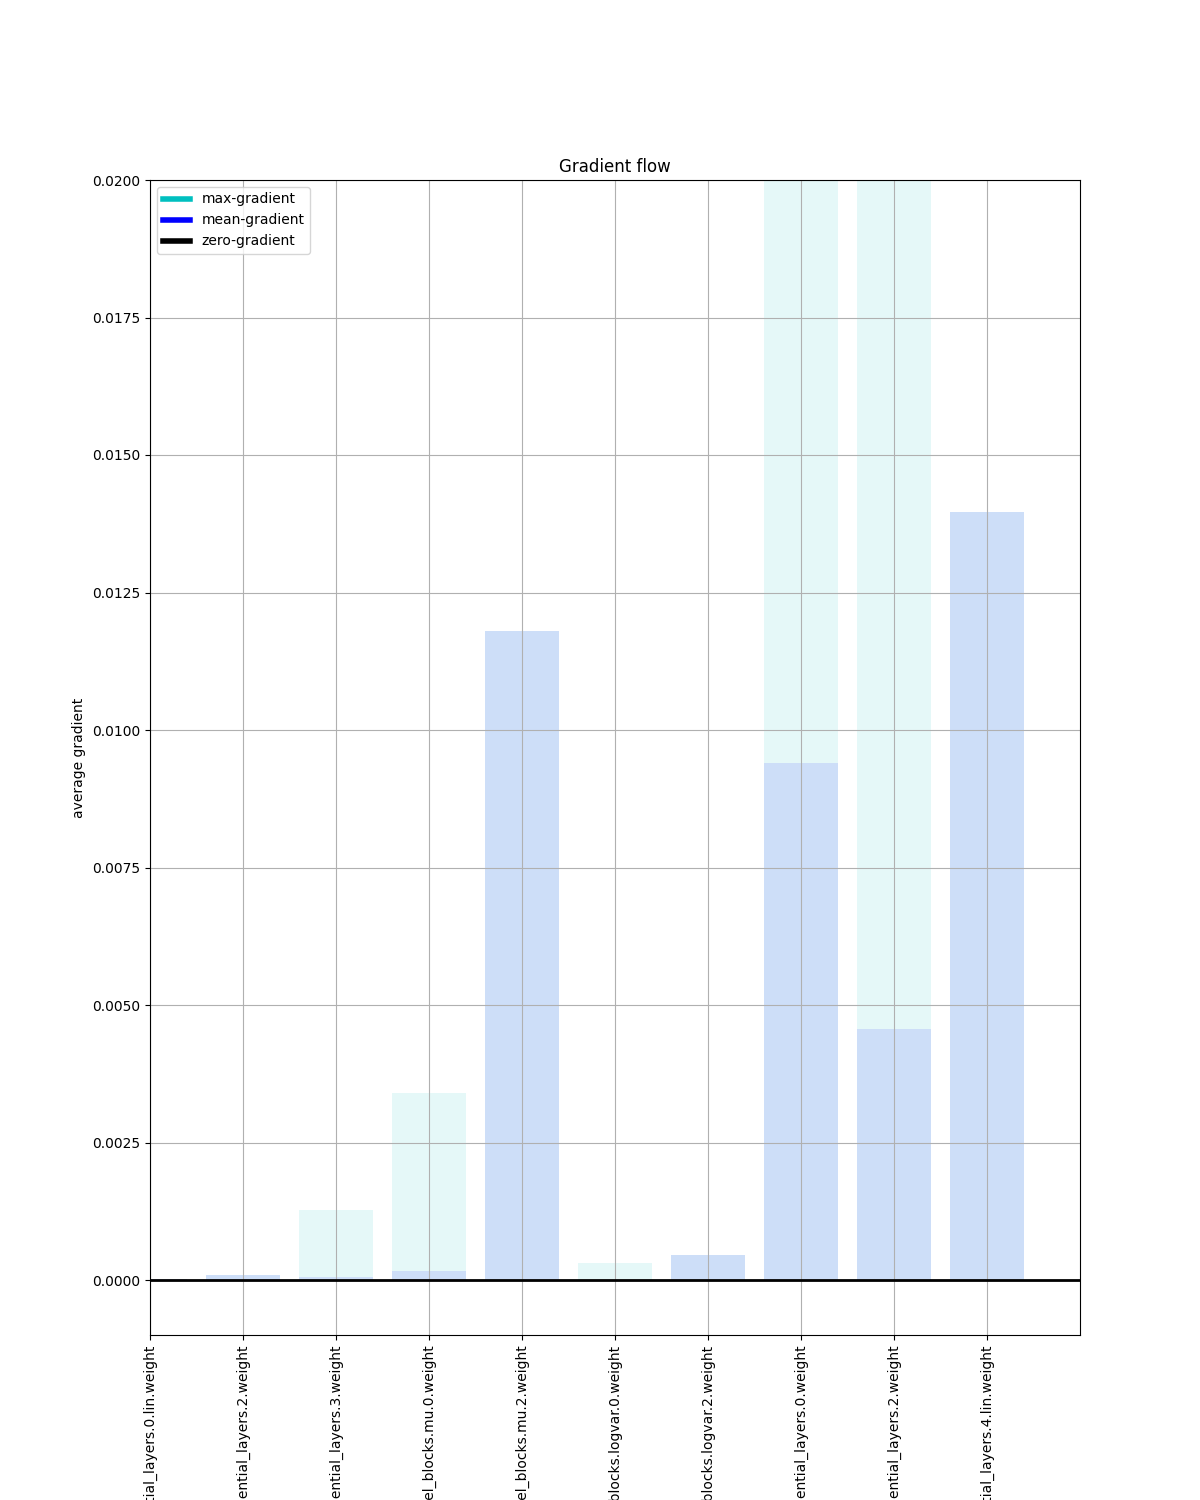 Gradient flow
max-gradient
mean-gradient
zero-gradient
0.0200
0.0175
0.0150
0.0125
0.0100
0.0075
0.0050
0.0025
0.0000
average gradient
tial_layers.0.lin.weight
ential_layers.2.weight
ential_layers.3.weight
el_blocks.mu.0.weight
el_blocks.mu.2.weight
blocks.logvar.0.weight
blocks.logvar.2.weight
ential_layers.0.weight
ential_layers.2.weight
tial_layers.4.lin.weight